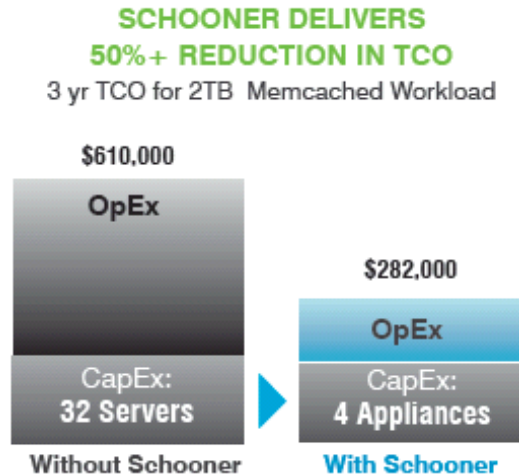 SCHOONER DELIVERS
50%+ REDUCTION IN TCO
3 yr TCO for 2TB Memcached Workload
$610,000
OpEx
CapEx:
32 Servers
Without Schooner
$282,000
OpEx
CapEx:
4 Appliances
With Schooner